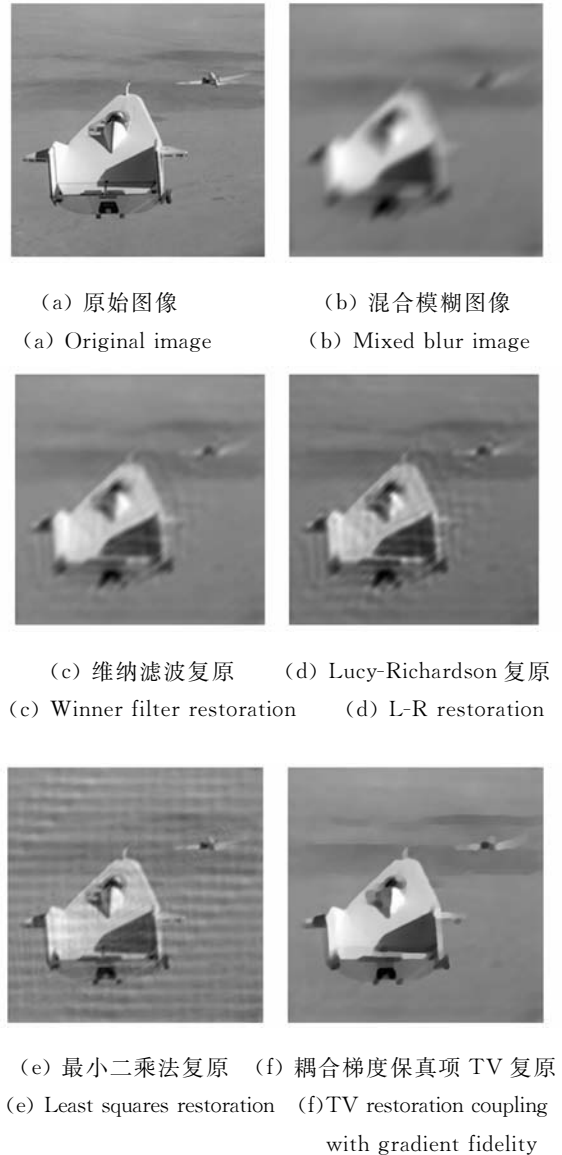 (a) 原始图像
(a) Original image
(b) 混合模糊图像
(b) Mixed blur image
(c) 维纳滤波复原
(c) Winner filter restoration
(d) Lucy-Richardson 复原
(d) L-R restoration
(e) 最小二乘法复原
(e) Least squares restoration
(f) 耦合梯度保真项 TV 复原
(f)TV restoration coupling
with gradient fidelity